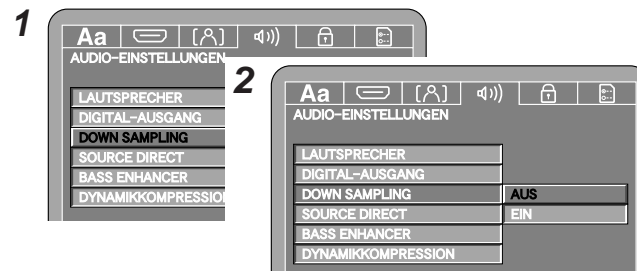 1
Aa
AUDIO-EINSTELLUNGEN
LAUTSPRECHER
DIGITAL-AUSGANG
DOWN SAMPLING
SOURCE DIRECT
BASS ENHANCER
DYNAMIKKOMPRESSIO
2
Aa
AUDIO-EINSTELLUNGEN
LAUTSPRECHER
DIGITAL-AUSGANG
DOWN SAMPLING AUS
SOURCE DIRECT EIN
BASS ENHANCER
DYNAMIKKOMPRESSION